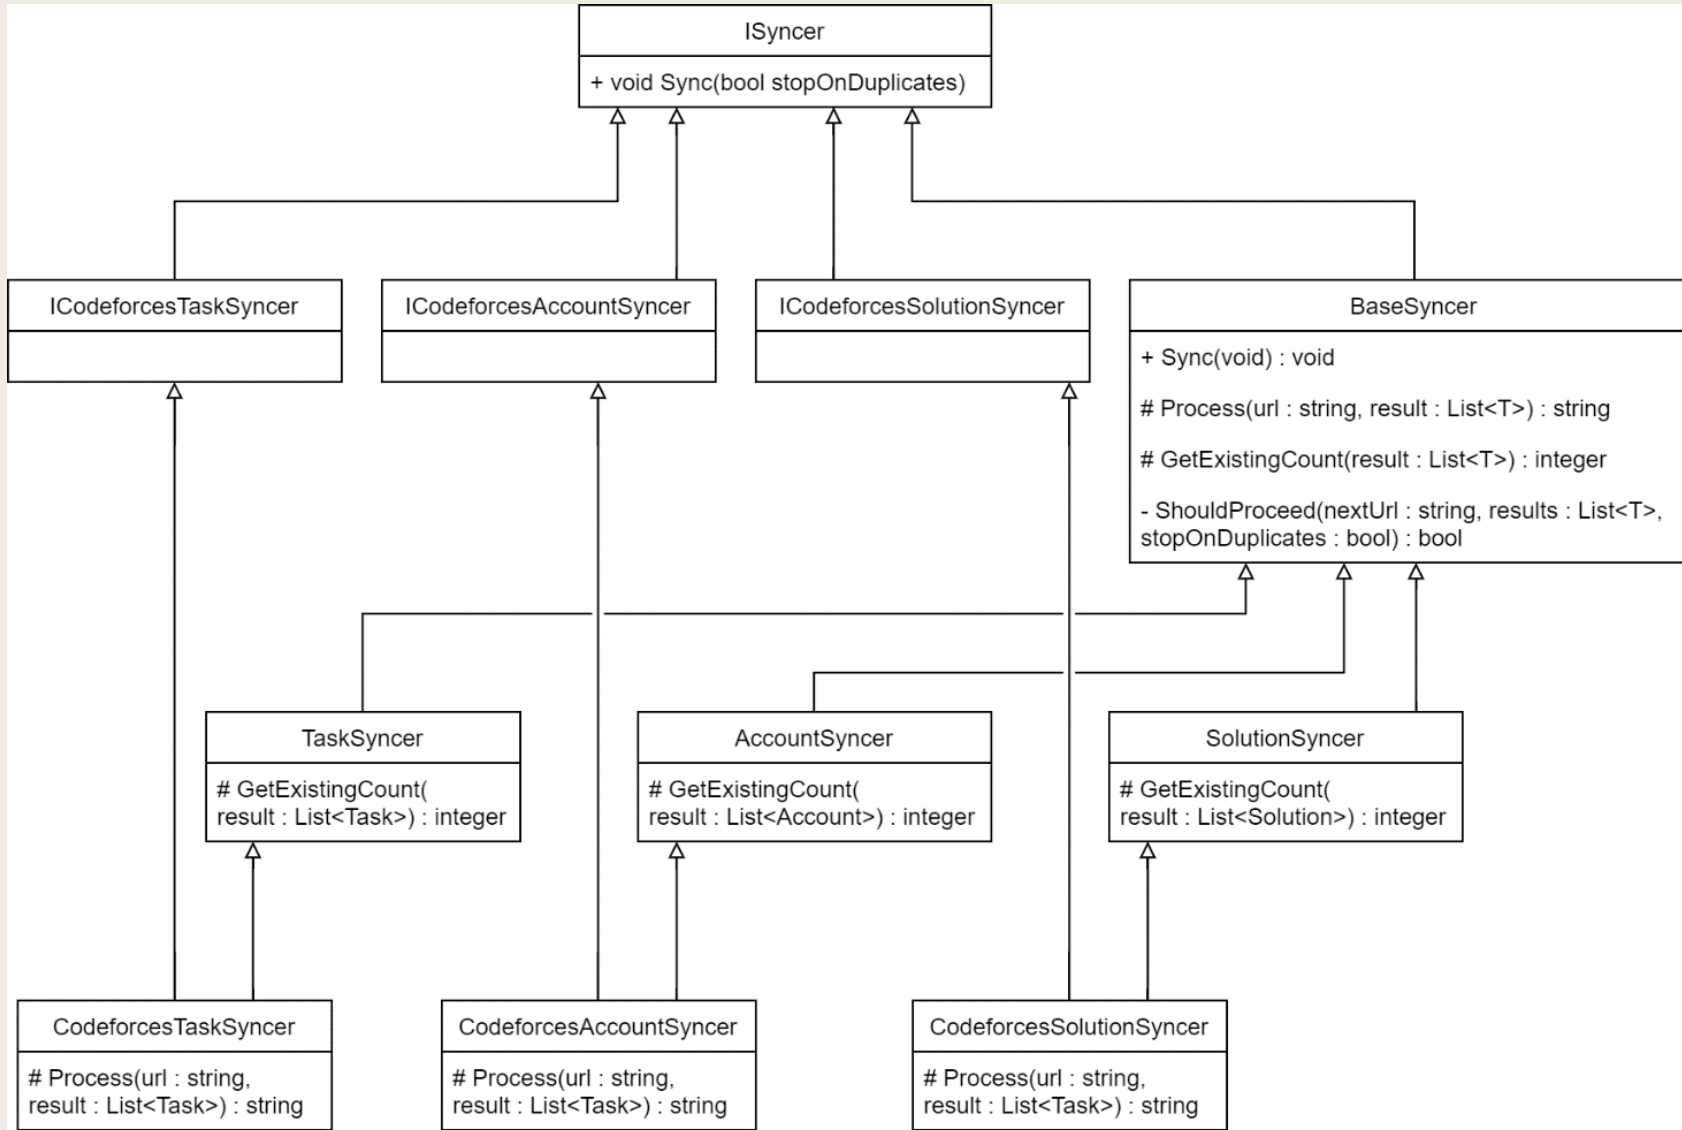 ISyncer
+ void Sync(bool stopOnDuplicates)
ICodeforcesTaskSyncer
ICodeforcesAccountSyncer
ICodeforcesSolutionSyncer
BaseSyncer
+ Sync(void) : void
# Process(url : string, result : List<T>) : string
# GetExistingCount(result : List<T>) : integer
- ShouldProceed(nextUrl : string, results : List<T>,
stopOnDuplicates : bool) : bool
TaskSyncer
# GetExistingCount(
result : List<Task>) : integer
AccountSyncer
# GetExistingCount(
result : List<Account>) : integer
SolutionSyncer
# GetExistingCount(
result : List<Solution>) : integer
CodeforcesTaskSyncer
# Process(url : string,
result : List<Task>) : string
CodeforcesAccountSyncer
# Process(url : string,
result : List<Task>) : string
CodeforcesSolutionSyncer
# Process(url : string,
result : List<Task>) : string